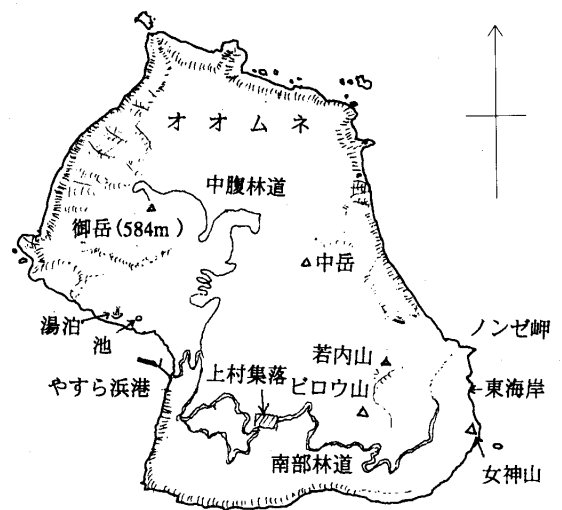 オオムネ
中腹林道
御岳(584m)
中岳
湯泊
池
ノンゼ岬
若内山
上村集落
ビロウ山
やすら浜港
東海岸
南部林道
女神山